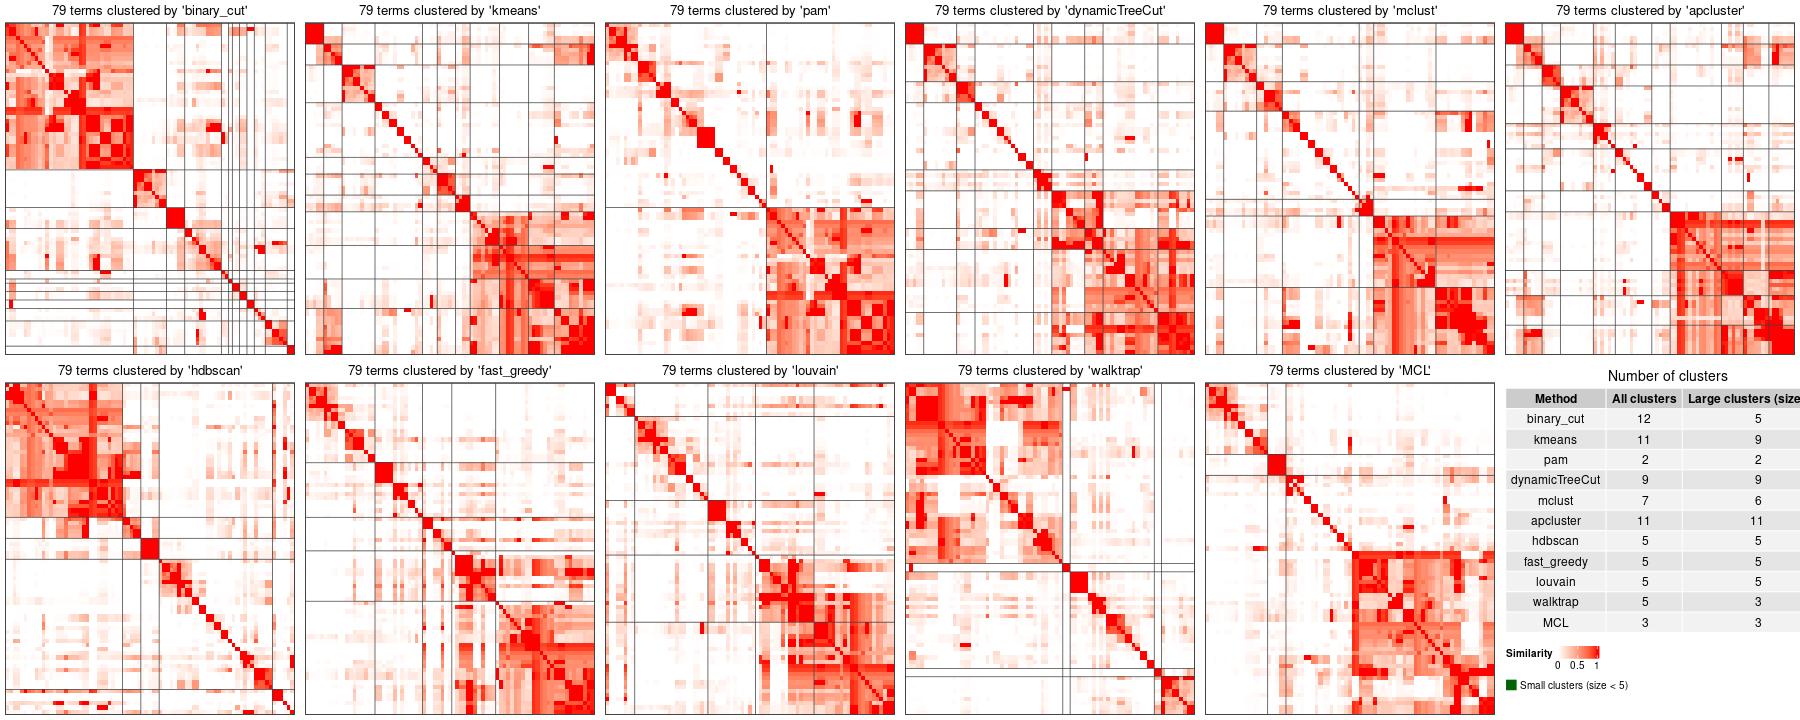 79 terms clustered by 'binary_cut'
79 terms clustered by 'kmeans'
79 terms clustered by 'pam'
79 terms clustered by 'dynamicTreeCut'
79 terms clustered by 'mclust'
79 terms clustered by 'apcluster'
79 terms clustered by 'hdbscan'
79 terms clustered by 'fast_greedy'
79 terms clustered by 'louvain'
79 terms clustered by 'walktrap'
79 terms clustered by 'MCL'
Number of clusters
Method All clusters Large clusters (size
binary_cut 12 5
kmeans 11 9
pam 2 2
dynamicTreeCut 9 9
mclust 7 6
apcluster 11 11
hdbscan 5 5
fast_greedy 5 5
louvain 5 5
walktrap 5 3
MCL 3 3
Similarity
0 0.5 1
Small clusters (size < 5)